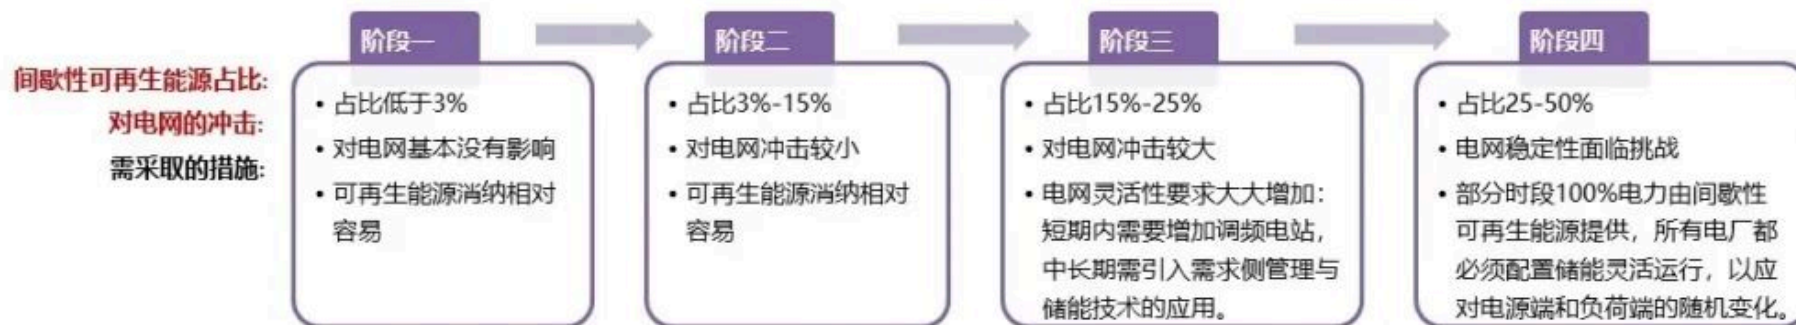 阶段一
阶段二
阶段三
阶段四
间歇性可再生能源占比:
对电网的冲击:
需采取的措施:
• 占比低于3%
• 对电网基本没有影响
• 可再生能源消纳相对
容易
• 占比3%-15%
• 对电网冲击较小
• 可再生能源消纳相对
容易
• 占比15%-25%
• 对电网冲击较大
• 电网灵活性要求大大增加：
短期内需要增加调频电站，
中长期需引入需求侧管理与
储能技术的应用。
• 占比25-50%
• 电网稳定性面临挑战
• 部分时段100%电力由间歇性
可再生能源提供，所有电厂都
必须配置储能灵活运行，以应
对电源端和负荷端的随机变化。